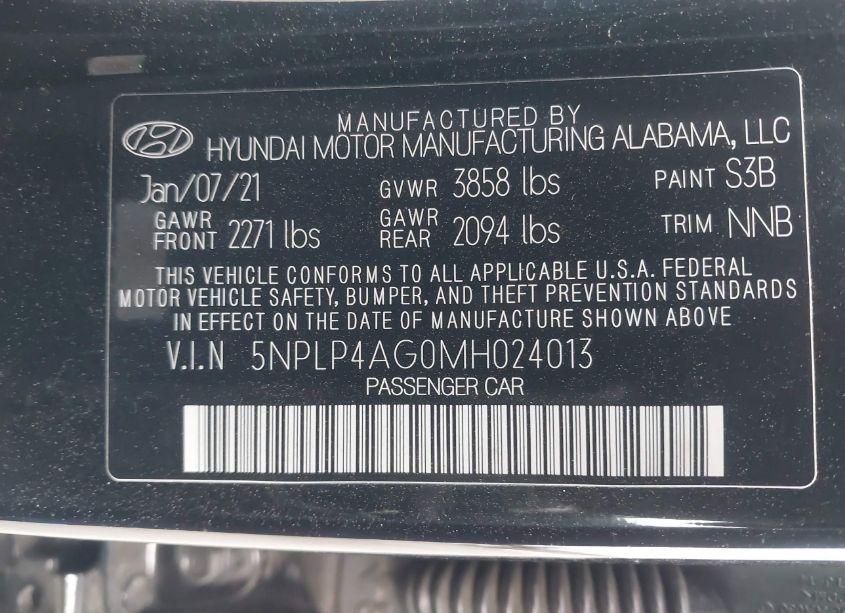 MANUFACTURED BY
HYUNDAI MOTOR MANUFACTURING ALABAMA, LLC
Jan/07/21 GVWR 3858 lbs PAINT S3B
GAWR FRONT 2271 lbs GAWR REAR 2094 lbs TRIM NNB
THIS VEHICLE CONFORMS TO ALL APPLICABLE U.S.A. FEDERAL
MOTOR VEHICLE SAFETY, BUMPER, AND THEFT PREVENTION STANDARDS
IN EFFECT ON THE DATE OF MANUFACTURE SHOWN ABOVE
V.I.N 5NPLP4AG0MH024013
PASSENGER CAR